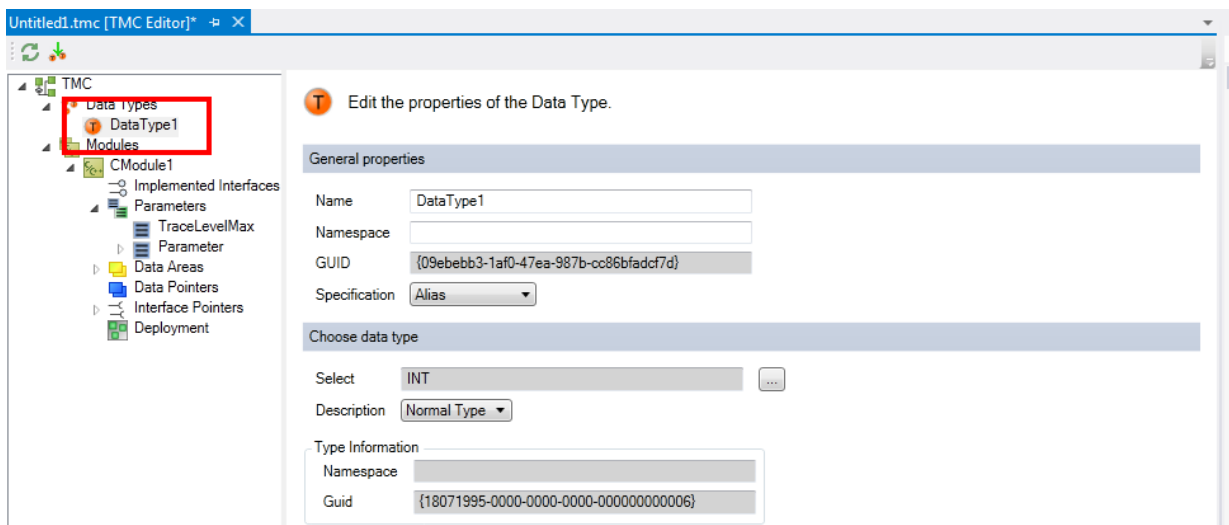 Untitled1.tmc [TMC Editor]*
TMC
Data Types
DataType1
Modules
CModule1
Implemented Interfaces
Parameters
TraceLevelMax
Parameter
Data Areas
Data Pointers
Interface Pointers
Deployment
T Edit the properties of the Data Type.
General properties
Name DataType1
Namespace
GUID {09ebebb3-1af0-47ea-987b-cc86bfadcf7d}
Specification Alias
Choose data type
Select INT ...
Description Normal Type
Type Information
Namespace
Guid {18071995-0000-0000-0000-000000000006}